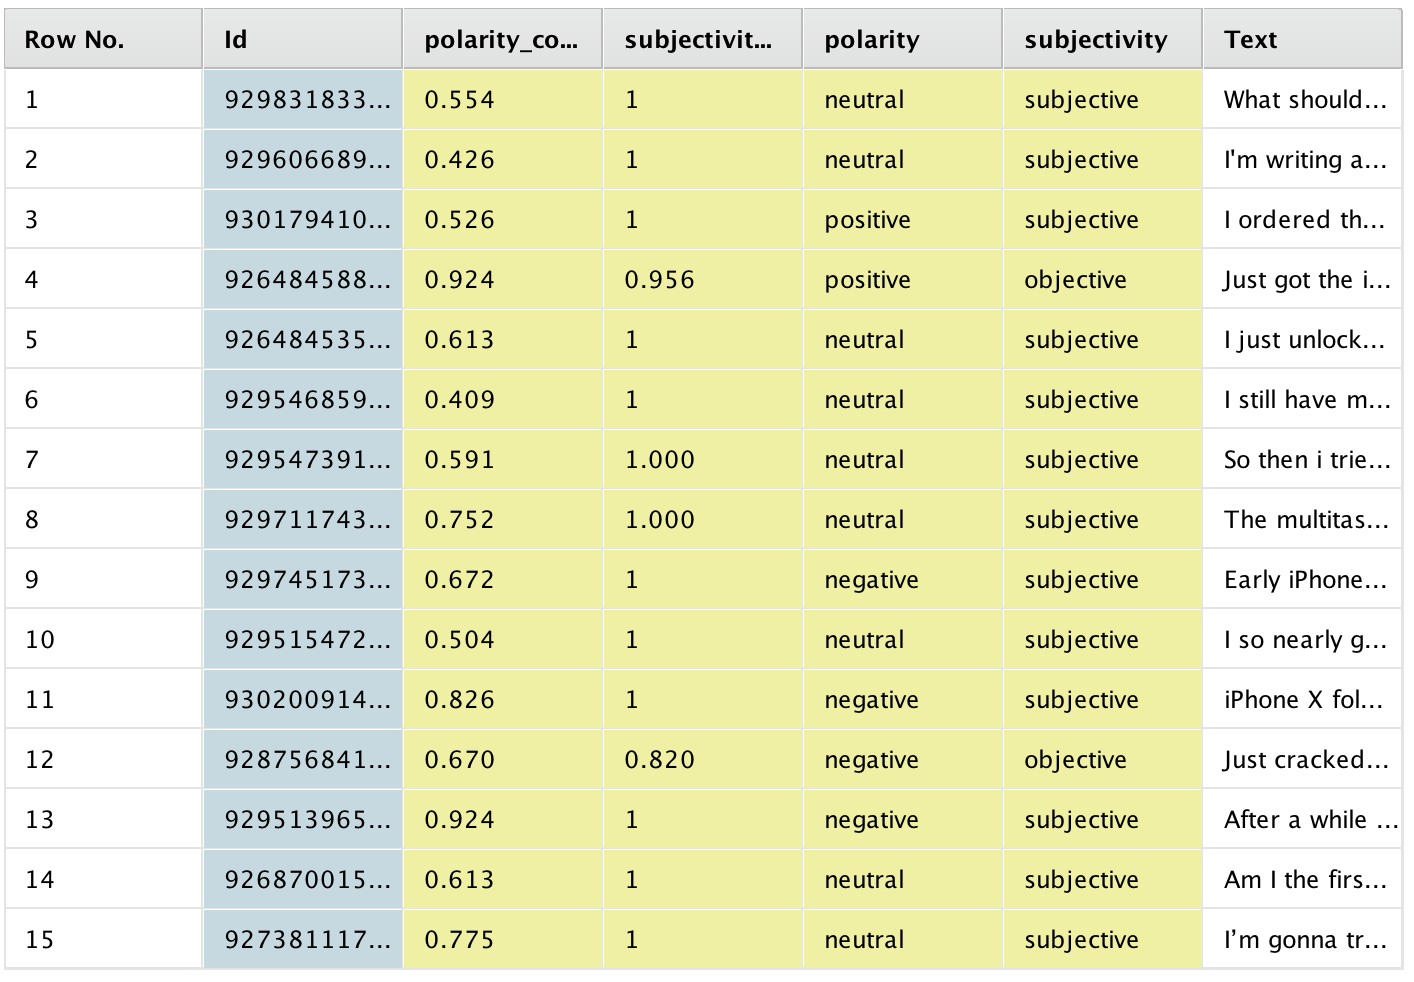 Row No. Id polarity_co... subjectivit... polarity subjectivity Text
1 929831833... 0.554 1 neutral subjective What should...
2 929606689... 0.426 1 neutral subjective I'm writing a...
3 930179410... 0.526 1 positive subjective I ordered th...
4 926484588... 0.924 0.956 positive objective Just got the i...
5 926484535... 0.613 1 neutral subjective I just unlock...
6 929546859... 0.409 1 neutral subjective I still have m...
7 929547391... 0.591 1.000 neutral subjective So then i trie...
8 929711743... 0.752 1.000 neutral subjective The multitas...
9 929745173... 0.672 1 negative subjective Early iPhone...
10 929515472... 0.504 1 neutral subjective I so nearly g...
11 930200914... 0.826 1 negative subjective iPhone X fol...
12 928756841... 0.670 0.820 negative objective Just cracked...
13 929513965... 0.924 1 negative subjective After a while ...
14 926870015... 0.613 1 neutral subjective Am I the firs...
15 927381117... 0.775 1 neutral subjective I’m gonna tr...